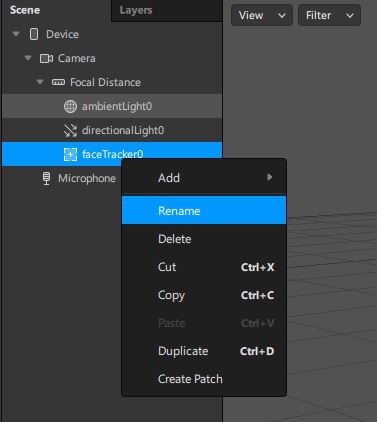 Scene Layers View Filter
Device
Camera
Focal Distance
ambientLight0
directionalLight0
faceTracker0
Microphone
Add
Rename
Delete
Cut Ctrl+X
Copy Ctrl+C
Paste Ctrl+V
Duplicate Ctrl+D
Create Patch